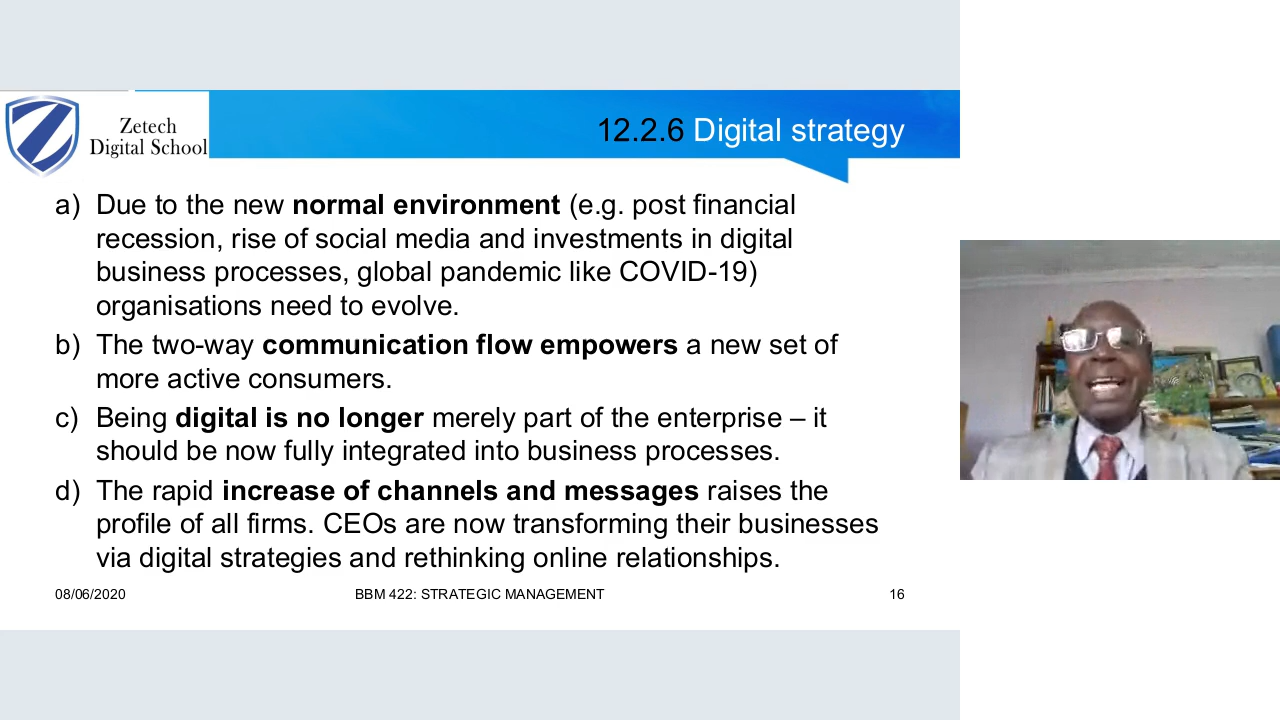 Zetech
Digital School
12.2.6 Digital strategy
a) Due to the new normal environment (e.g. post financial
recession, rise of social media and investments in digital
business processes, global pandemic like COVID-19)
organisations need to evolve.
b) The two-way communication flow empowers a new set of
more active consumers.
c) Being digital is no longer merely part of the enterprise – it
should be now fully integrated into business processes.
d) The rapid increase of channels and messages raises the
profile of all firms. CEOs are now transforming their businesses
via digital strategies and rethinking online relationships.
08/06/2020
BBM 422: STRATEGIC MANAGEMENT
16